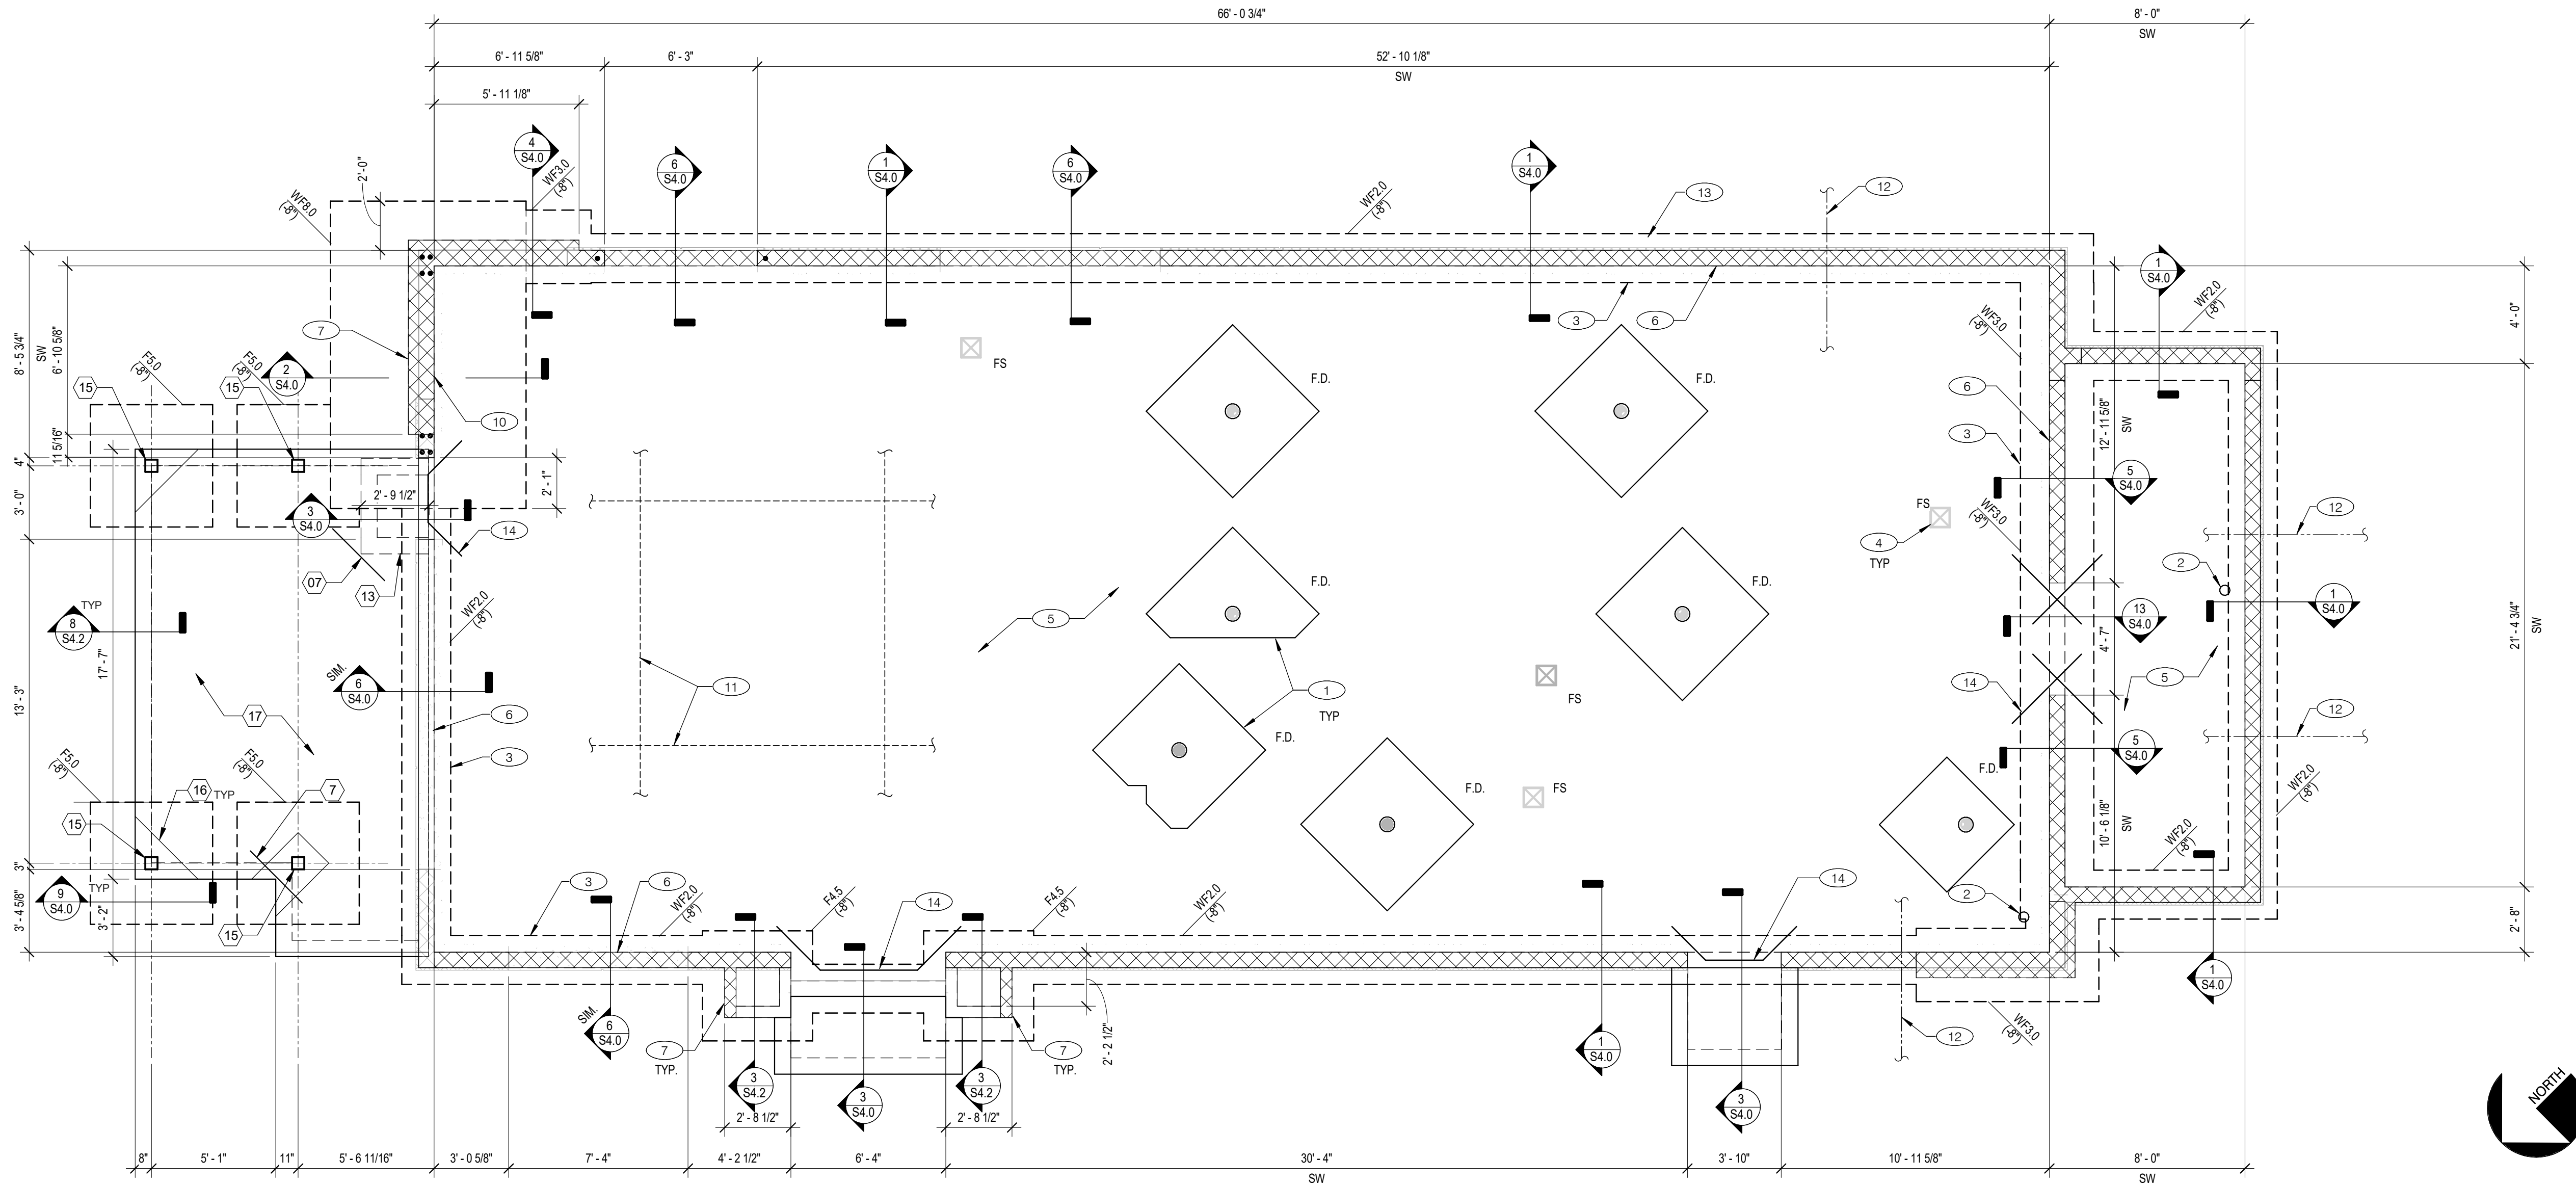 66' - 0 3/4"
8' - 0"
SW
6' - 11 5/8"
6' - 3"
52' - 10 1/8"
SW
5' - 11 1/8"
2' - 0"
4
S4.0
WF3.0
(-8")
6
S4.0
1
S4.0
6
S4.0
1
S4.0
WF2.0
(-8")
13
12
WF8.0
(-8")
1
S4.0
WF2.0
(-8")
4' - 0"
8' - 5 3/4"
SW
6' - 10 5/8"
7
3
6
WF3.0
(-8")
FS
F.D.
F.D.
F5.0
(-8")
F5.0
(-8")
2
S4.0
15
15
10
6
12' - 11 5/8"
SW
3
11 5/16"
4"
3' - 0"
2' - 9 1/2"
2' - 1"
5
S4.0
3
S4.0
14
FS
WF3.0
(-8")
12
4
TYP
07
13
F.D.
F.D.
2
WF2.0
(-8")
TYP
8
S4.2
5
13
S4.0
1
S4.0
4' - 7"
17' - 7"
21' - 4 3/4"
SW
SIM.
6
S4.0
13' - 3"
11
1
TYP
FS
14
5
17
6
12
F.D.
5
S4.0
3
F5.0
(-8")
F5.0
(-8")
16
TYP
7
F.D.
FS
F.D.
WF2.0
(-8")
15
10' - 6 1/8"
SW
WF2.0
(-8")
3"
9
S4.0
TYP
3' - 4 5/8"
3' - 2"
15
3
6
WF2.0
(-8")
F4.5
(-8")
14
F4.5
(-8")
WF2.0
(-8")
14
2
2' - 8"
1
S4.0
SIM.
6
S4.0
7
TYP.
7
TYP.
2' - 2 1/2"
1
S4.0
12
WF3.0
(-8")
3
S4.2
3
S4.0
3
S4.2
3
S4.0
2' - 8 1/2"
2' - 8 1/2"
NORTH
8"
5' - 1"
11"
5' - 6 11/16"
3' - 0 5/8"
7' - 4"
4' - 2 1/2"
6' - 4"
30' - 4"
SW
3' - 10"
10' - 11 5/8"
8' - 0"
SW